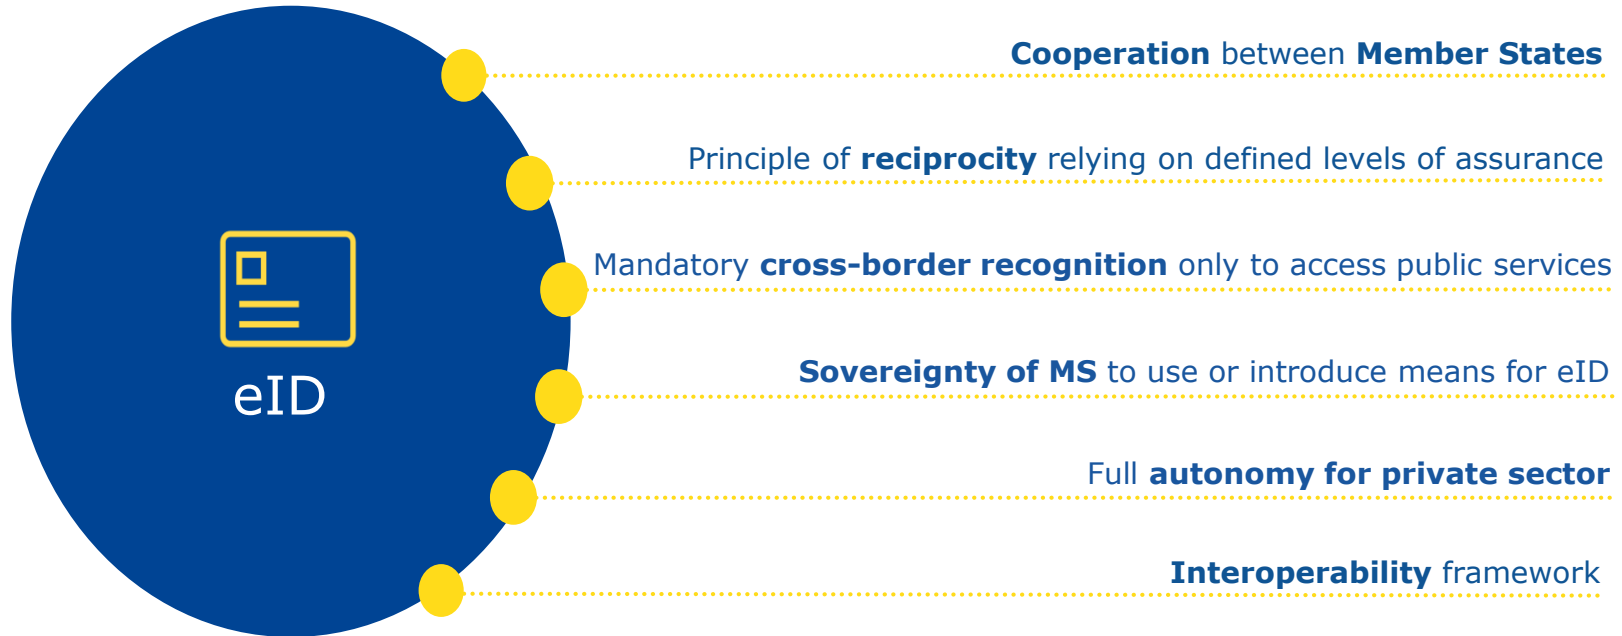 Cooperation between Member States
Principle of reciprocity relying on defined levels of assurance
Mandatory cross-border recognition only to access public services
eID
Sovereignty of MS to use or introduce means for eID
Full autonomy for private sector
Interoperability framework